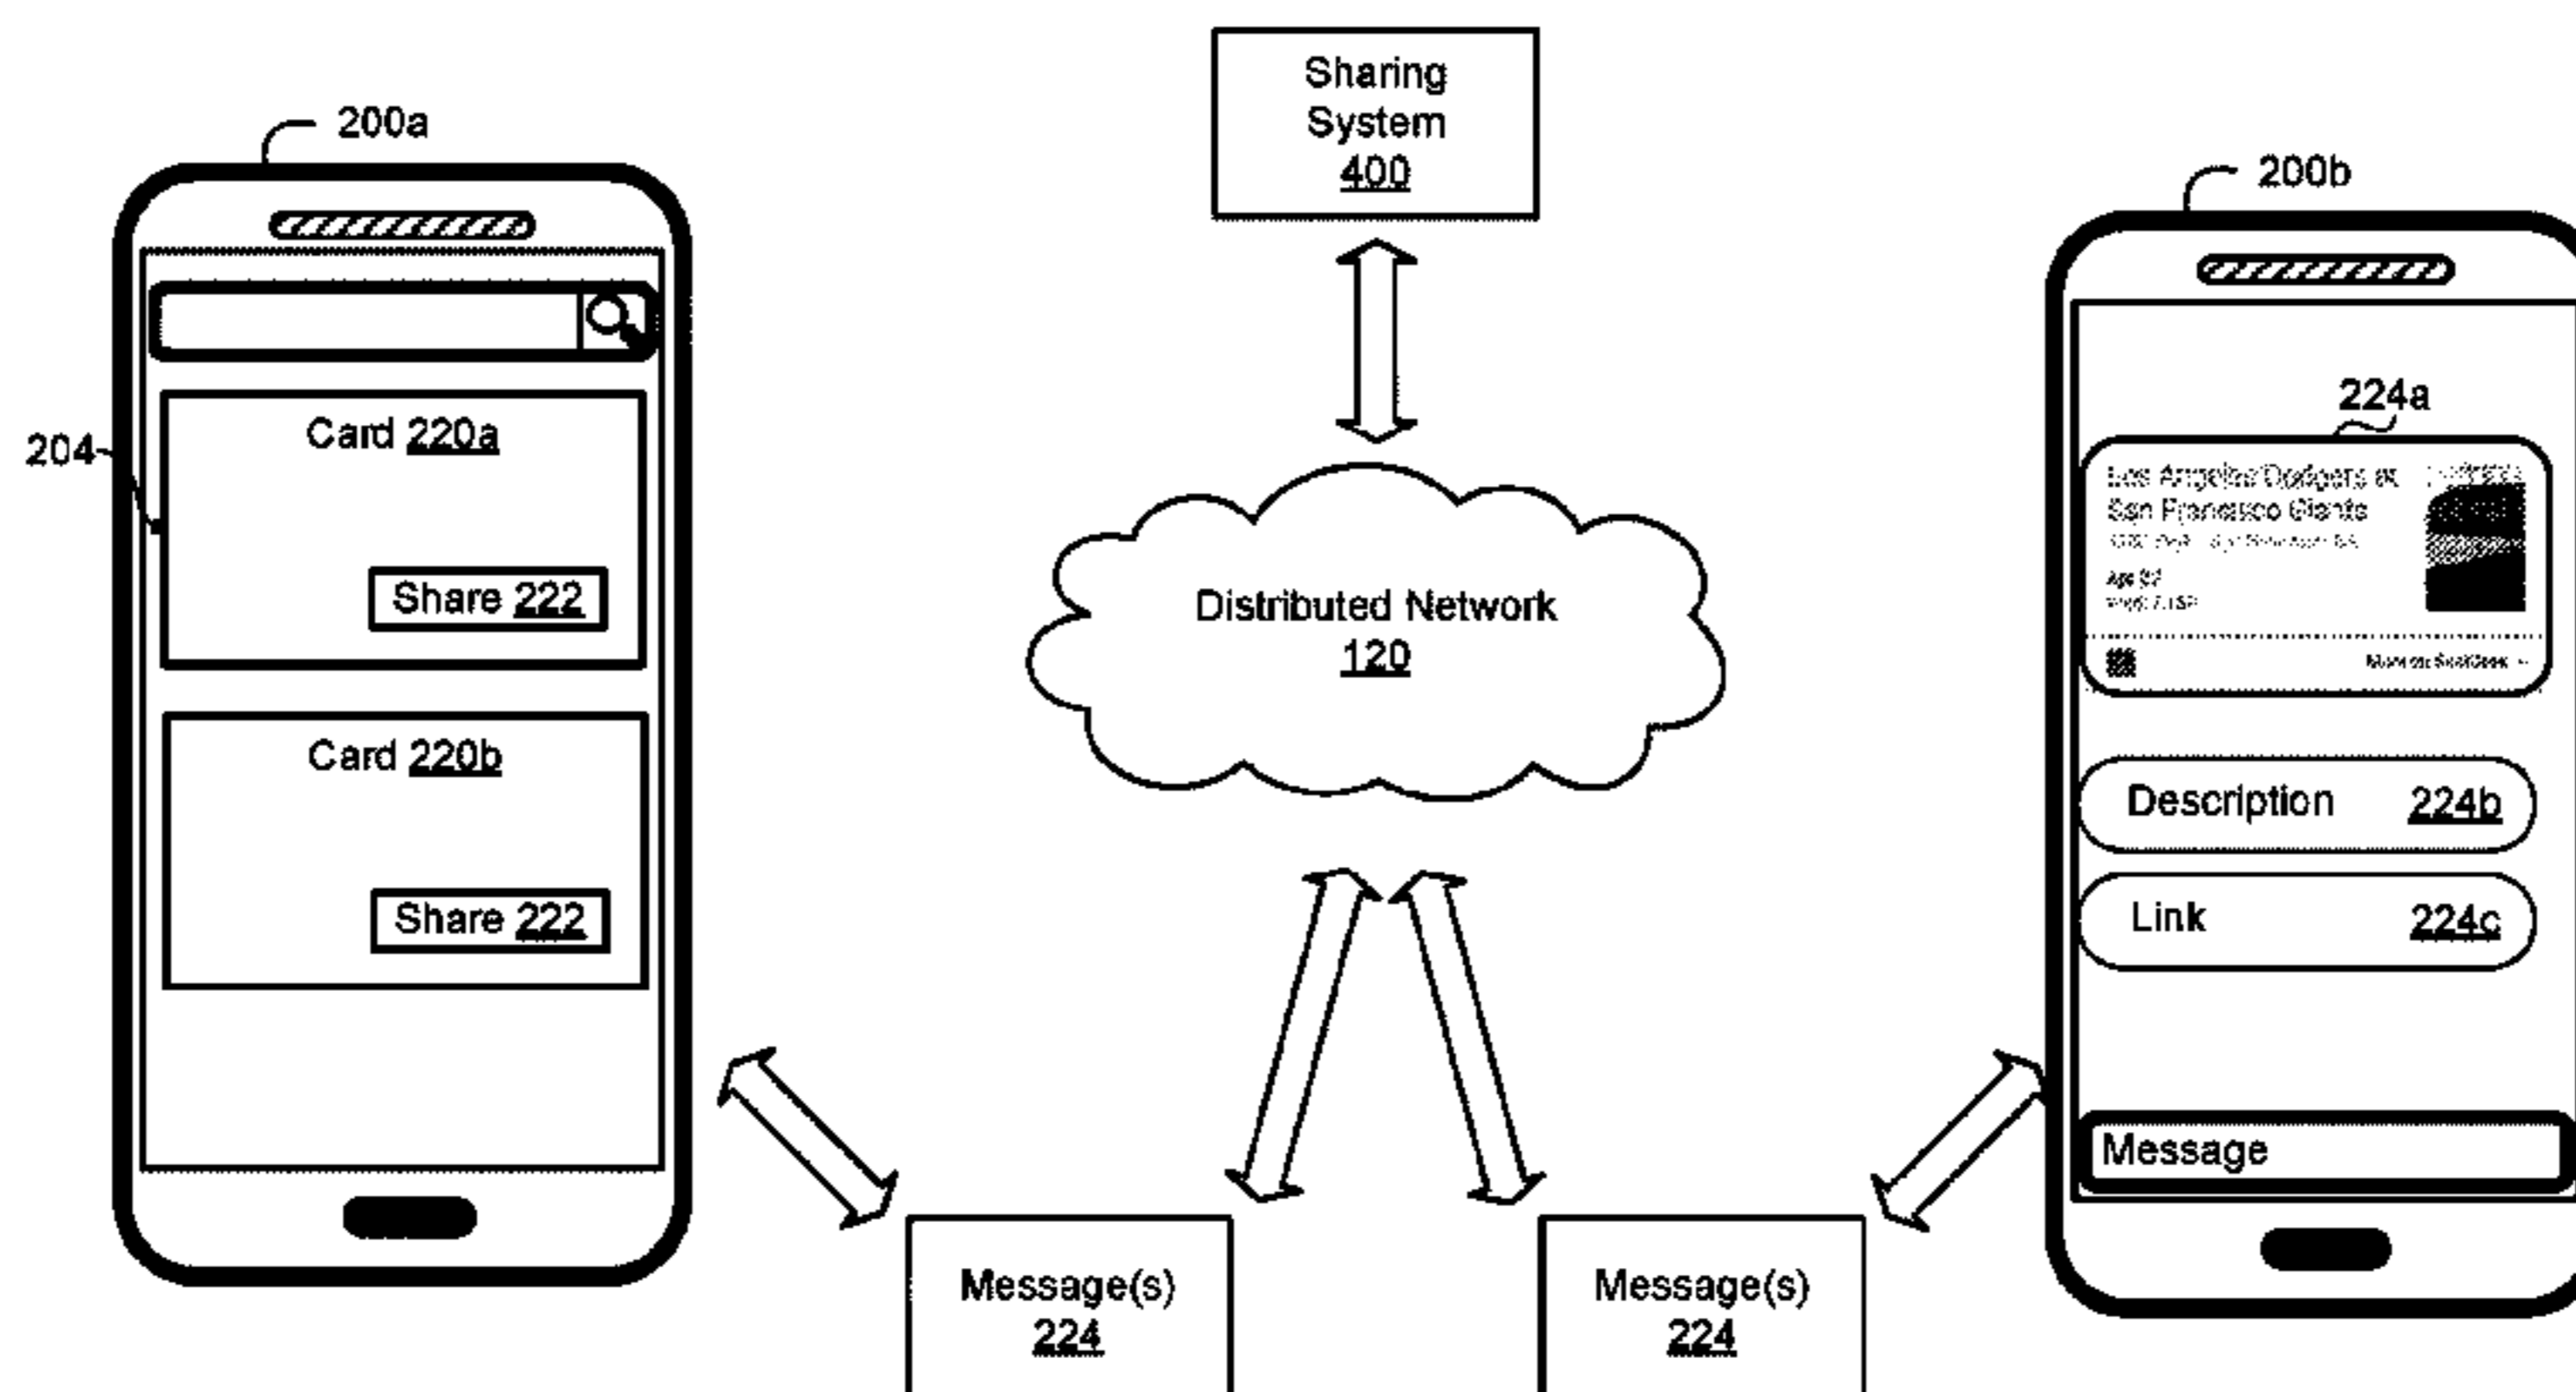 Sharing
System
400
200a
200b
204
Card 220a
Share 222
Card 220b
Share 222
Distributed Network
120
224a
Los Angeles Dodgers at
San Francisco Giants
Description 224b
Link 224c
Message
Message(s)
224
Message(s)
224